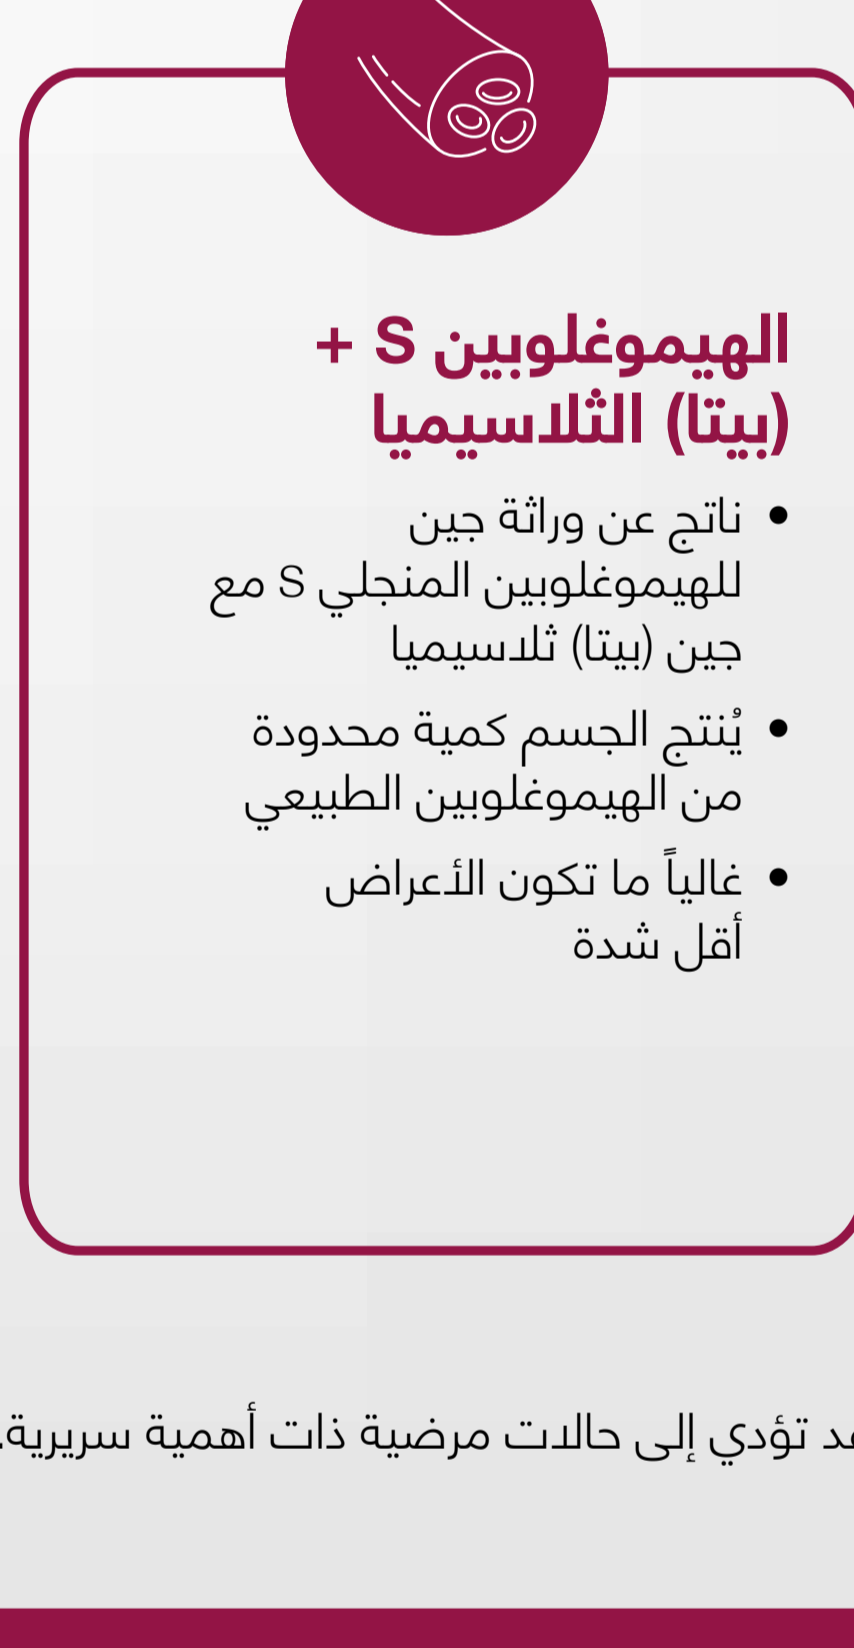 الهيموغلوبين S +
(بيتا) الثلاسيميا
• ناتج عن وراثة جين
للهيموغلوبين المنجلي S مع
جين (بيتا) ثلاسيميا
• يُنتج الجسم كمية محدودة
من الهيموغلوبين الطبيعي
• غالياً ما تكون الأعراض
أقل شدة
تؤدي إلى حالات مرضية ذات أهمية سريرية.